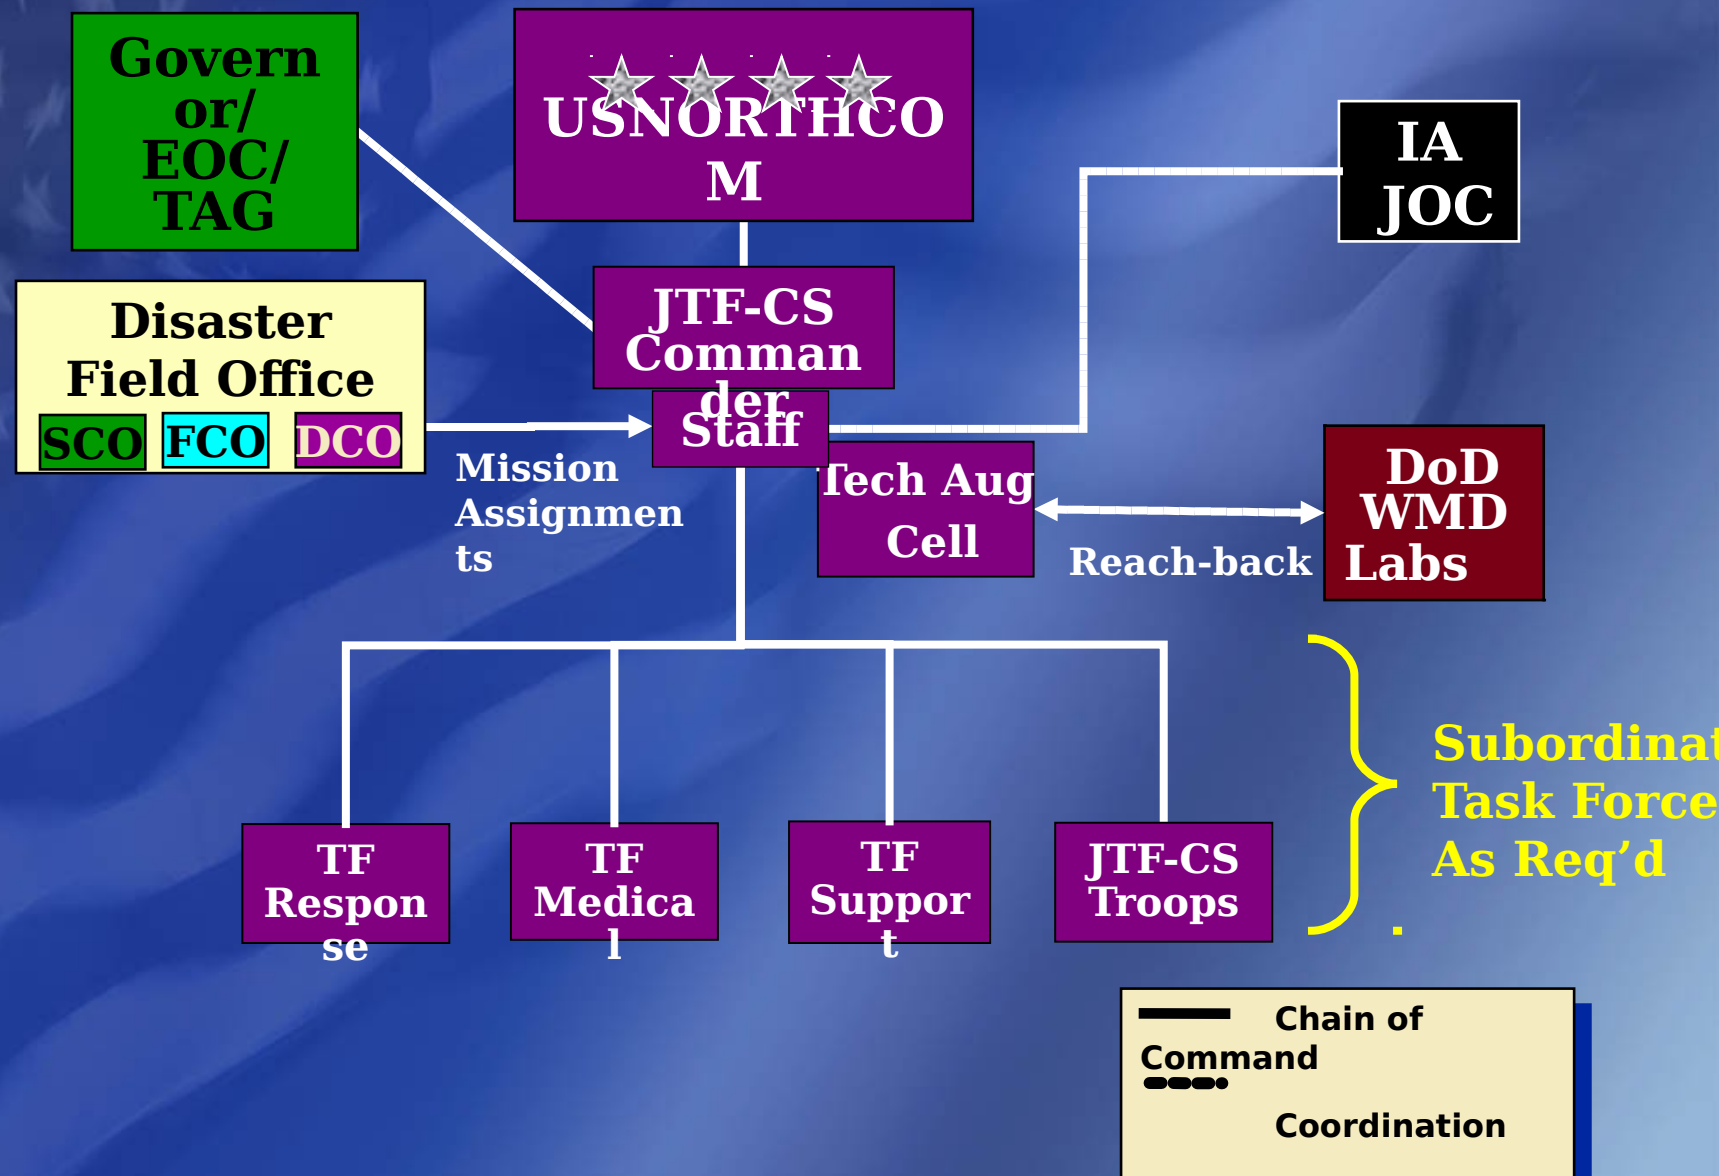 Govern
or/
EOC/
TAG
USNORTHCO
M
IA
JOC
Disaster
Field Office
SCO FCO DCO
JTF-CS
Comman
der
Staff
Mission
Assignmen
ts
Tech Aug
Cell
Reach-back
DoD
WMD
Labs
TF
Respon
se
TF
Medica
l
TF
Suppor
t
JTF-CS
Troops
Subordinat
Task Force
As Req’d
.
Chain of
Command
Coordination